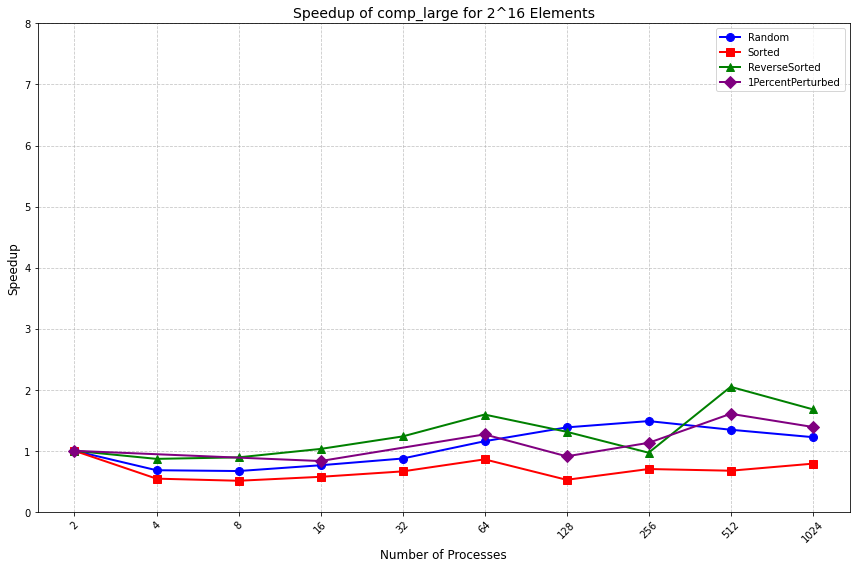 Speedup of comp_large for 2^16 Elements
Random
Sorted
ReverseSorted
1PercentPerturbed
Speedup
8
7
6
5
4
3
2
1
0
2
4
8
16
32
64
128
256
512
1024
Number of Processes